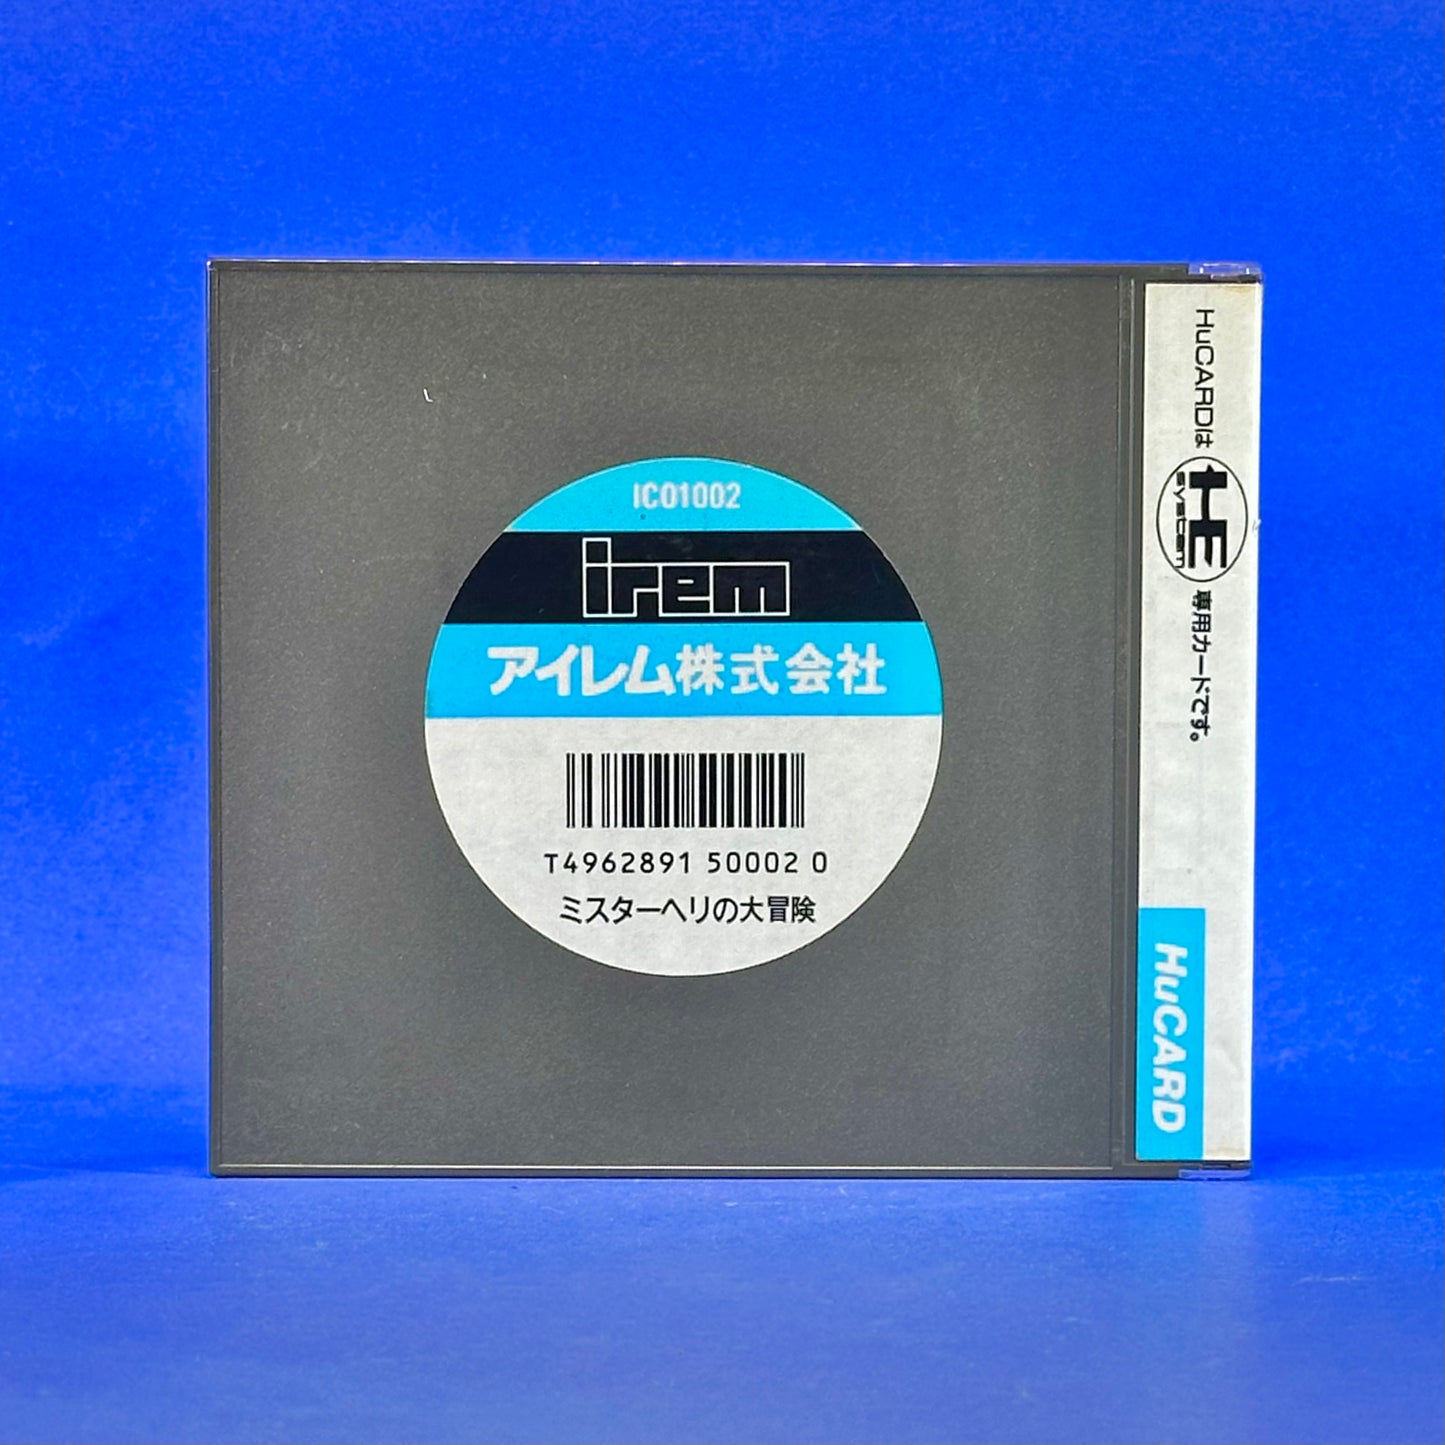 IC01002
irem
アイレム株式会社
T4962891 50002 0
ミスターヘリの大冒険
HuCARDは HE system 専用カードです。
HuCARD